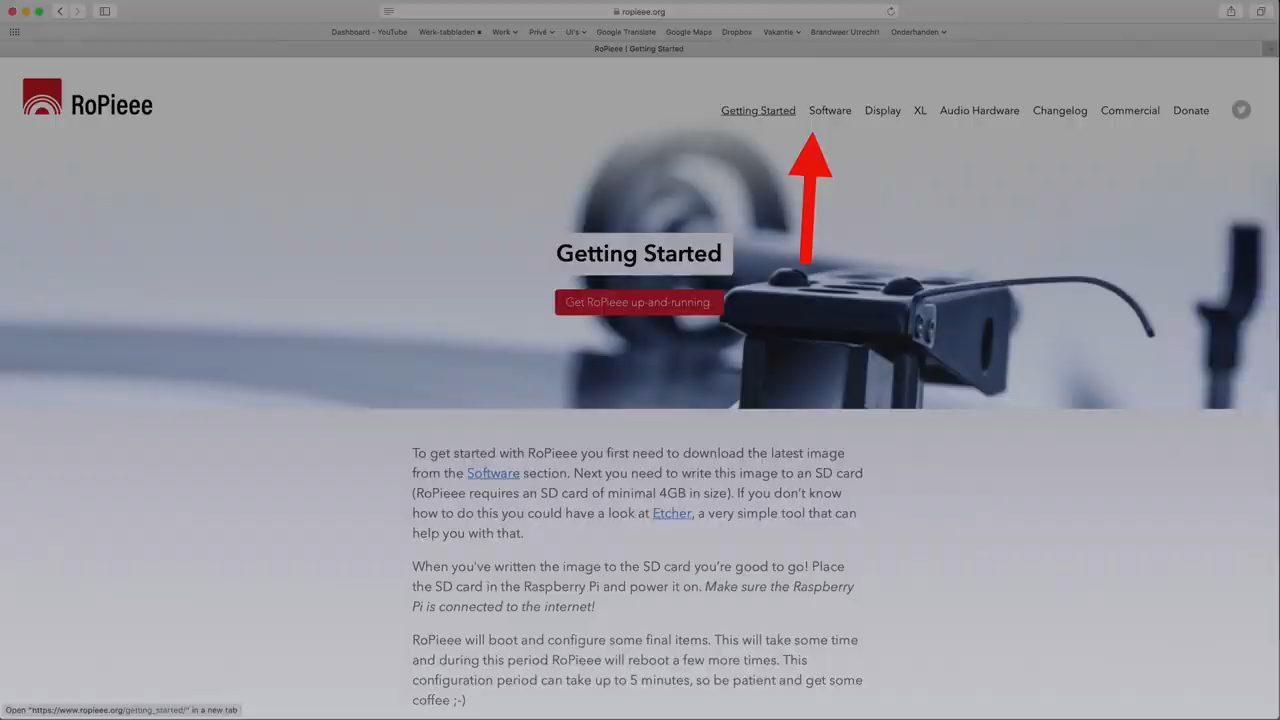 ropieee.org
Dashboard - YouTube Werk-tabbladen Werk Privé UI's Google Translate Google Maps Dropbox Vakantie Brandweer Utrecht! Onderhanden
RoPieee | Getting Started
RoPieee
Getting Started Software Display XL Audio Hardware Changelog Commercial Donate
Getting Started
Get RoPieee up-and-running
To get started with RoPieee you first need to download the latest image
from the Software section. Next you need to write this image to an SD card
(RoPieee requires an SD card of minimal 4GB in size). If you don't know
how to do this you could have a look at Etcher, a very simple tool that can
help you with that.
When you've written the image to the SD card you're good to go! Place
the SD card in the Raspberry Pi and power it on. Make sure the Raspberry
Pi is connected to the internet!
RoPieee will boot and configure some final items. This will take some time
and during this period RoPieee will reboot a few more times. This
configuration period can take up to 5 minutes, so be patient and get some
coffee ;-)
Open "https://www.ropieee.org/getting_started/" in a new tab